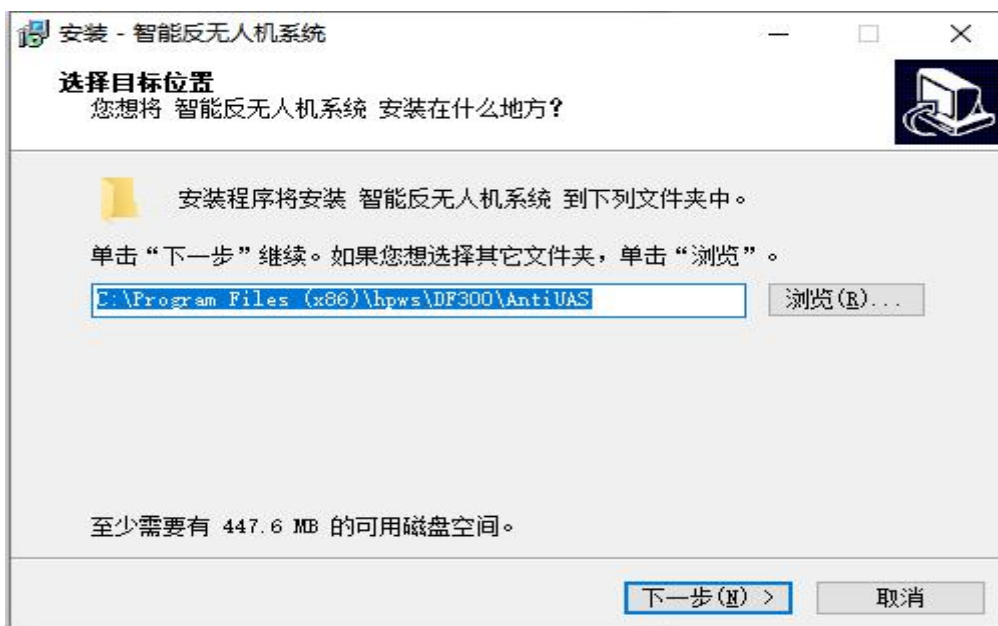 安装 - 智能反无人机系统
选择目标位置
您想将 智能反无人机系统 安装在什么地方?
安装程序将安装 智能反无人机系统 到下列文件夹中。
单击“下一步”继续。如果您想选择其它文件夹，单击“浏览”。
C:\Program Files (x86)\hpws\DF300\AntiUAS
浏览(R)...
至少需要有 447.6 MB 的可用磁盘空间。
下一步(N) >
取消